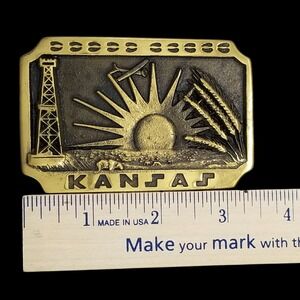 KANSAS
1 MADE IN USA 2 3 4
Make your mark with th